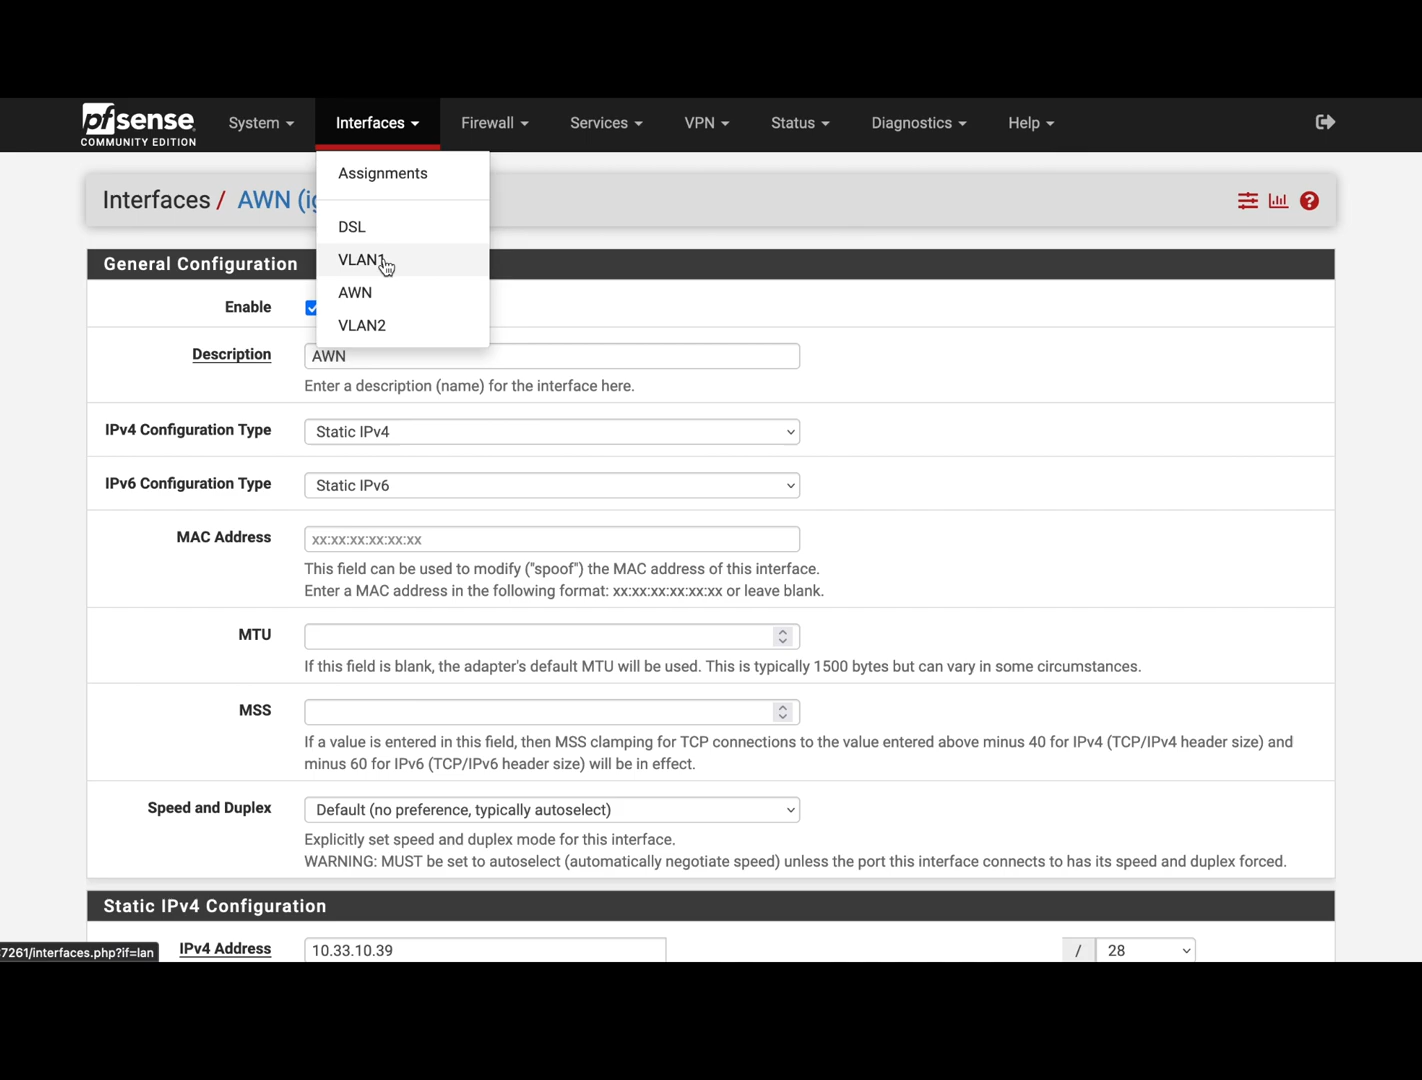 pfsense
COMMUNITY EDITION
System
Interfaces
Firewall
Services
VPN
Status
Diagnostics
Help
Assignments
DSL
VLAN1
AWN
VLAN2
Interfaces / AWN (ig
General Configuration
Enable
Description
AWN
Enter a description (name) for the interface here.
IPv4 Configuration Type
Static IPv4
IPv6 Configuration Type
Static IPv6
MAC Address
xx:xx:xx:xx:xx:xx
This field can be used to modify ("spoof") the MAC address of this interface.
Enter a MAC address in the following format: xx:xx:xx:xx:xx:xx or leave blank.
MTU
If this field is blank, the adapter's default MTU will be used. This is typically 1500 bytes but can vary in some circumstances.
MSS
If a value is entered in this field, then MSS clamping for TCP connections to the value entered above minus 40 for IPv4 (TCP/IPv4 header size) and
minus 60 for IPv6 (TCP/IPv6 header size) will be in effect.
Speed and Duplex
Default (no preference, typically autoselect)
Explicitly set speed and duplex mode for this interface.
WARNING: MUST be set to autoselect (automatically negotiate speed) unless the port this interface connects to has its speed and duplex forced.
Static IPv4 Configuration
7261/interfaces.php?if=lan
IPv4 Address
10.33.10.39
/ 28